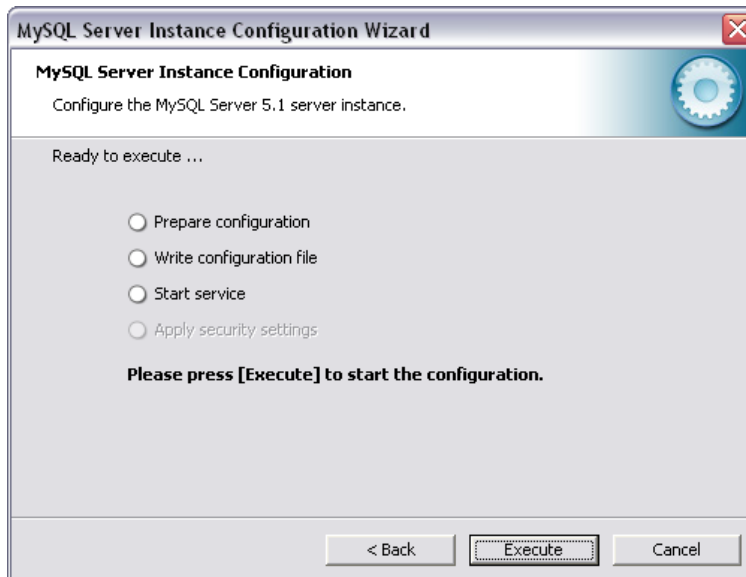 MySQL Server Instance Configuration Wizard
MySQL Server Instance Configuration
Configure the MySQL Server 5.1 server instance.
Ready to execute ...
Prepare configuration
Write configuration file
Start service
Apply security settings
Please press [Execute] to start the configuration.
< Back Execute Cancel